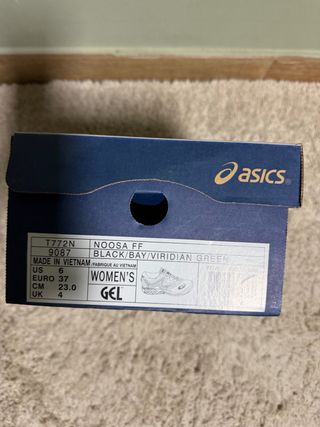 asics
T772N NOOSA FF
9067 BLACK/BAY/VIRIDIAN GREEN
MADE IN VIETNAM/FABRIQUE AU VIETNAM
US 6
EURO 37
CM 23.0
UK 4
WOMEN'S
GEL